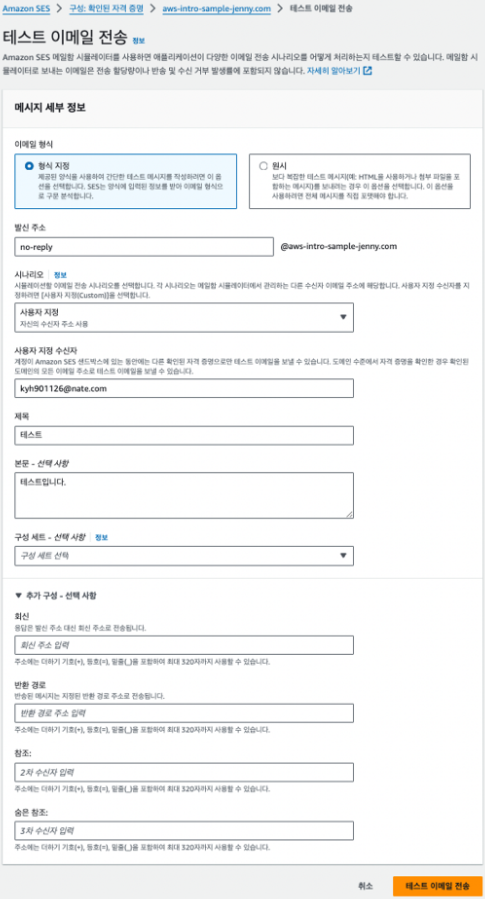 Amazon SES > 구성: 확인된 자격 증명 > aws-intro-sample-jenny.com > 테스트 이메일 전송
테스트 이메일 전송 정보
Amazon SES 메일함 시뮬레이터를 사용하면 애플리케이션이 다양한 이메일 전송 시나리오를 어떻게 처리하는지 테스트할 수 있습니다. 메일함 시
뮬레이터로 보내는 이메일은 전송 할당량이나 반송 및 수신 거부 발생률에 포함되지 않습니다. 자세히 알아보기
메시지 세부 정보
이메일 형식
형식 지정
제공된 양식을 사용하여 간단한 테스트 메시지를 작성하려면 이 옵
션을 선택합니다. SES는 양식에 입력된 정보를 받아 이메일 형식으
로 구문 분석합니다.
원시
보다 복잡한 테스트 메시지(예: HTML을 사용하거나 첨부 파일을 포
함하는 메시지)를 보내려는 경우 이 옵션을 선택합니다. 이 옵션을
사용하려면 전체 메시지를 직접 포맷해야 합니다.
발신 주소
no-reply
@aws-intro-sample-jenny.com
시나리오 | 정보
시뮬레이션할 이메일 전송 시나리오를 선택합니다. 각 시나리오는 메일함 시뮬레이터에서 관리하는 다른 수신자 이메일 주소에 해당합니다. 사용자 지정 수신자를 지
정하려면 [사용자 지정(Custom)]을 선택합니다.
사용자 지정
자신의 수신자 주소 사용
사용자 지정 수신자
계정이 Amazon SES 샌드박스에 있는 동안에는 다른 확인된 자격 증명으로만 테스트 이메일을 보낼 수 있습니다. 도메인 수준에서 자격 증명을 확인한 경우 확인된
도메인의 모든 이메일 주소로 테스트 이메일을 보낼 수 있습니다.
kyh901126@nate.com
제목
테스트
본문 - 선택 사항
테스트입니다.
구성 세트 - 선택 사항 | 정보
구성 세트 선택
▼ 추가 구성 - 선택 사항
회신
응답은 발신 주소 대신 회신 주소로 전송됩니다.
회신 주소 입력
주소에는 더하기 기호(+), 등호(=), 밑줄(_)을 포함하여 최대 320자까지 사용할 수 있습니다.
반환 경로
반송된 메시지는 지정된 반환 경로 주소로 전송됩니다.
반환 경로 주소 입력
주소에는 더하기 기호(+), 등호(=), 밑줄(_)을 포함하여 최대 320자까지 사용할 수 있습니다.
참조:
2차 수신자 입력
주소에는 더하기 기호(+), 등호(=), 밑줄(_)을 포함하여 최대 320자까지 사용할 수 있습니다.
숨은 참조:
3차 수신자 입력
주소에는 더하기 기호(+), 등호(=), 밑줄(_)을 포함하여 최대 320자까지 사용할 수 있습니다.
취소
테스트 이메일 전송